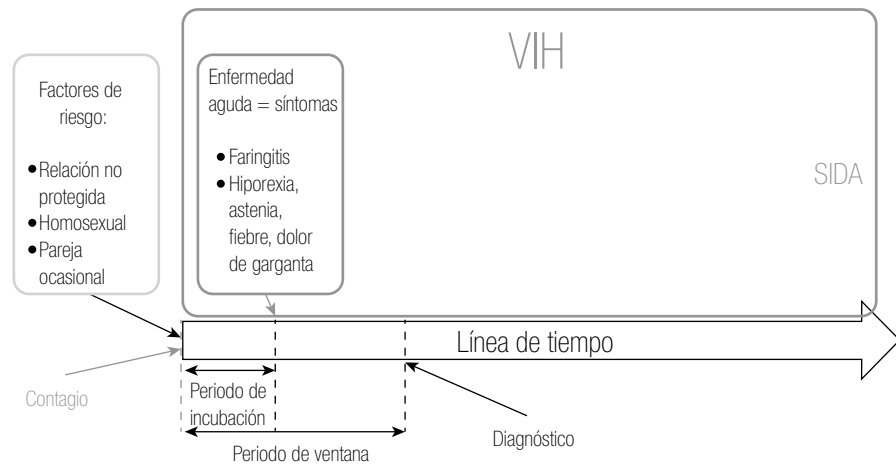 VIH
Factores de
riesgo:
● Relación no
protegida
● Homosexual
● Pareja
ocasional
Enfermedad
aguda = síntomas
● Faringitis
● Hiporexia,
astenia,
fiebre, dolor
de garganta
SIDA
Línea de tiempo
Contagio
Periodo de
incubación
Periodo de ventana
Diagnóstico